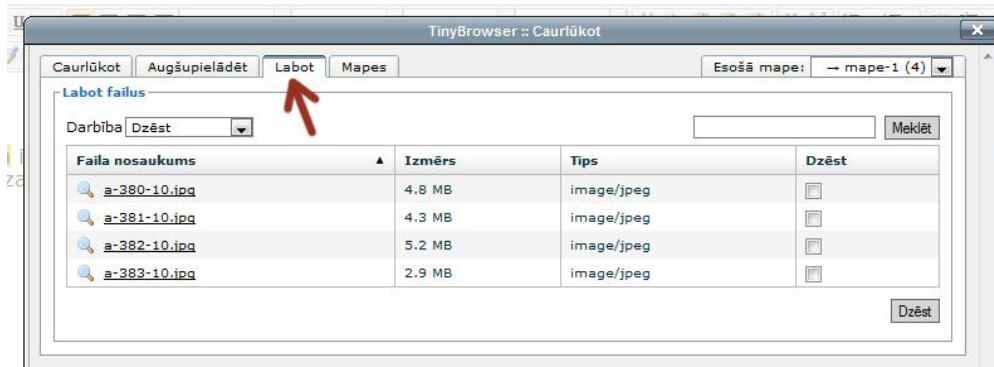 TinyBrowser :: Caurlūkot
Caurlūkot Augšupielādēt Labot Mapes Esošā mape: → mape-1 (4)
Labot failus
Darbība Dzēst Meklēt
Faila nosaukums ▲ Izmērs Tips Dzēst
a-380-10.jpg 4.8 MB image/jpeg
a-381-10.jpg 4.3 MB image/jpeg
a-382-10.jpg 5.2 MB image/jpeg
a-383-10.jpg 2.9 MB image/jpeg
Dzēst